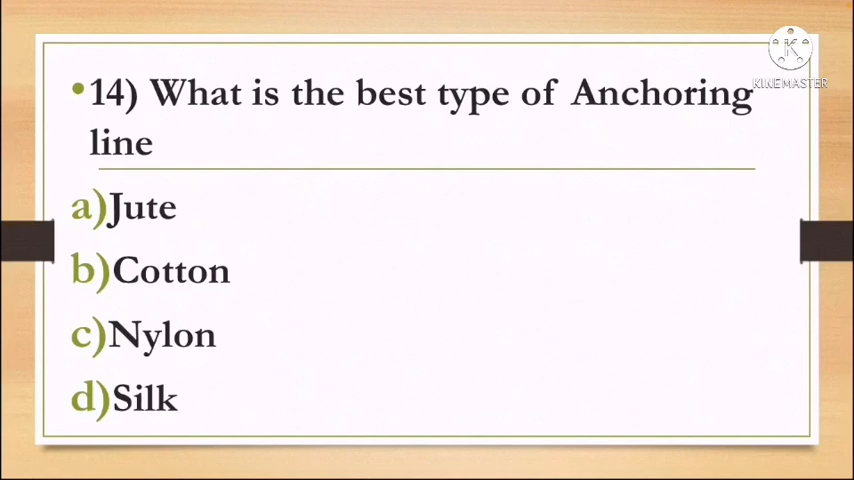 •14) What is the best type of Anchoring
line
a)Jute
b)Cotton
c)Nylon
d)Silk
K
KINEMASTER